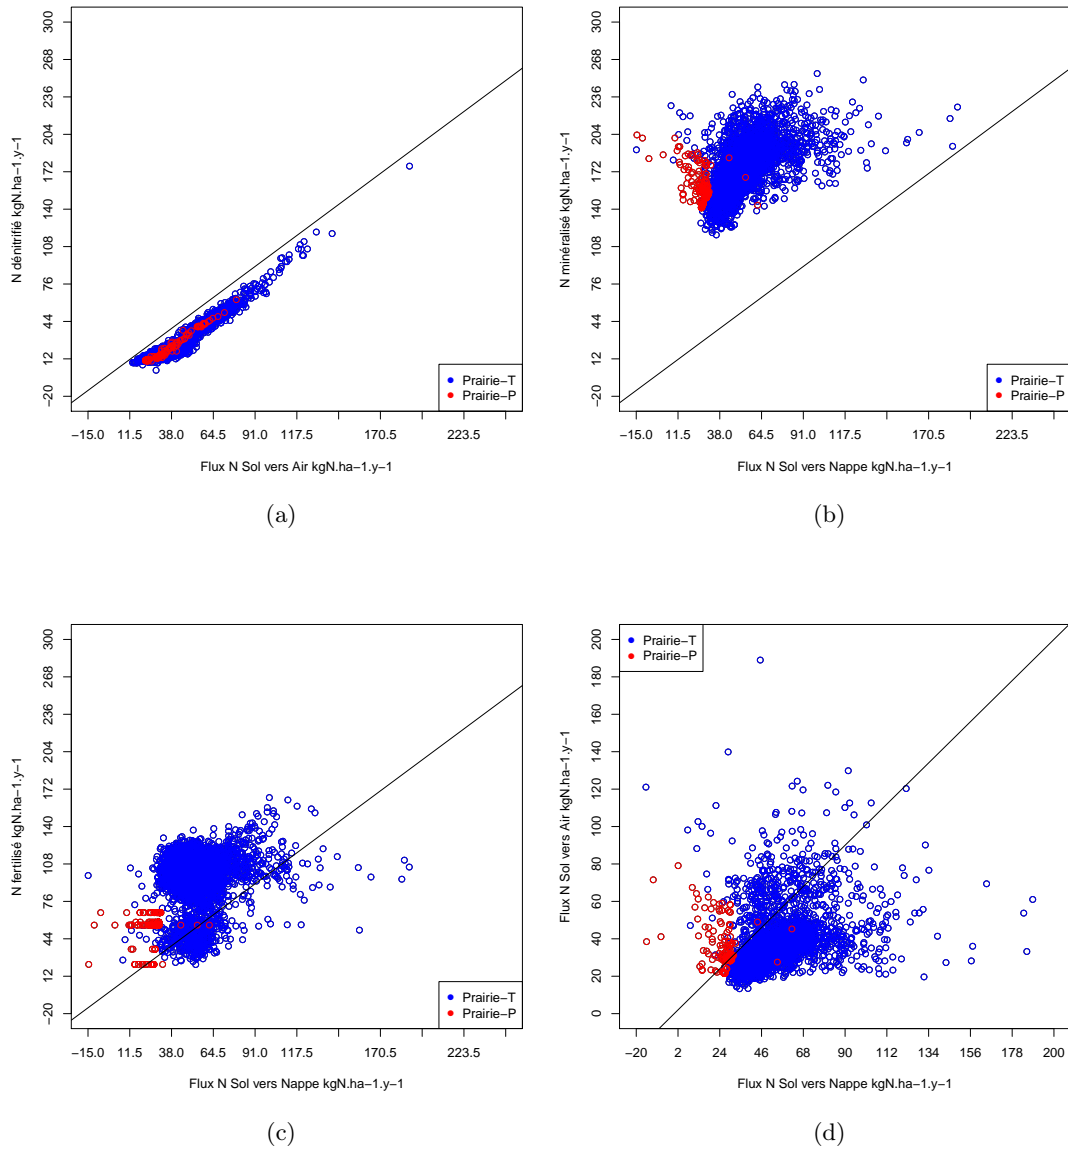 N dénitrifié kgN.ha−1.y−1
300
268
236
204
172
140
108
76
44
12
−20
Prairie−T
Prairie−P
−15.0 11.5 38.0 64.5 91.0 117.5 170.5 223.5
Flux N Sol vers Air kgN.ha−1.y−1
(a)
N minéralisé kgN.ha−1.y−1
300
268
236
204
172
140
108
76
44
12
−20
Prairie−T
Prairie−P
−15.0 11.5 38.0 64.5 91.0 117.5 170.5 223.5
Flux N Sol vers Nappe kgN.ha−1.y−1
(b)
N fertilisé kgN.ha−1.y−1
300
268
236
204
172
140
108
76
44
12
−20
Prairie−T
Prairie−P
−15.0 11.5 38.0 64.5 91.0 117.5 170.5 223.5
Flux N Sol vers Nappe kgN.ha−1.y−1
(c)
Flux N Sol vers Air kgN.ha−1.y−1
Prairie−T
Prairie−P
200
180
160
140
120
100
80
60
40
20
0
−20 2 24 46 68 90 112 134 156 178 200
Flux N Sol vers Nappe kgN.ha−1.y−1
(d)